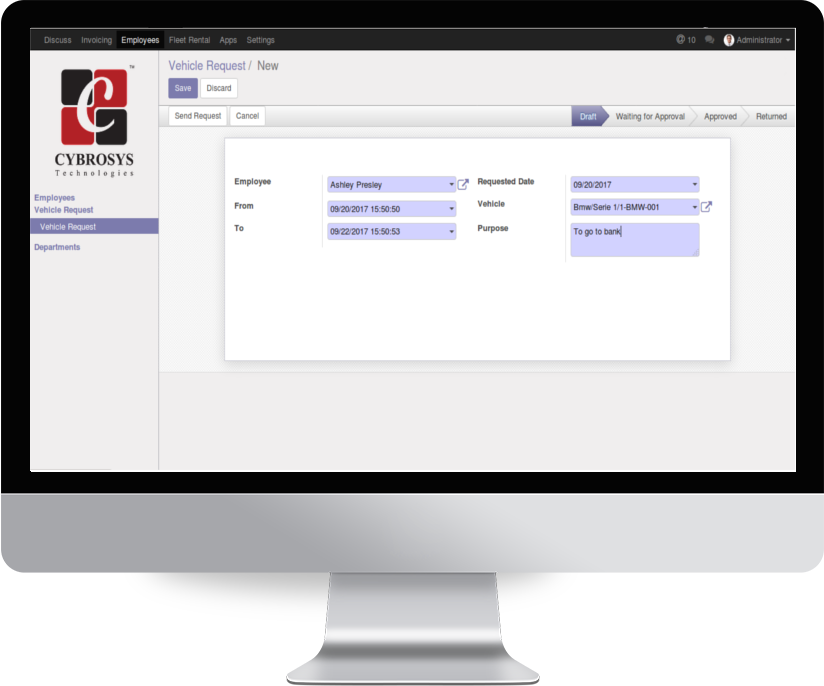 Discuss Invoicing Employees Fleet Rental Apps Settings 10 Administrator
TM
CYBROSYS
Technologies
Employees
Vehicle Request
Vehicle Request
Departments
Vehicle Request / New
Save Discard
Send Request Cancel Draft Waiting for Approval Approved Returned
Employee Ashley Presley Requested Date 09/20/2017
From 09/20/2017 15:50:50 Vehicle Bmw/Serie 1/1-BMW-001
To 09/22/2017 15:50:53 Purpose To go to bank